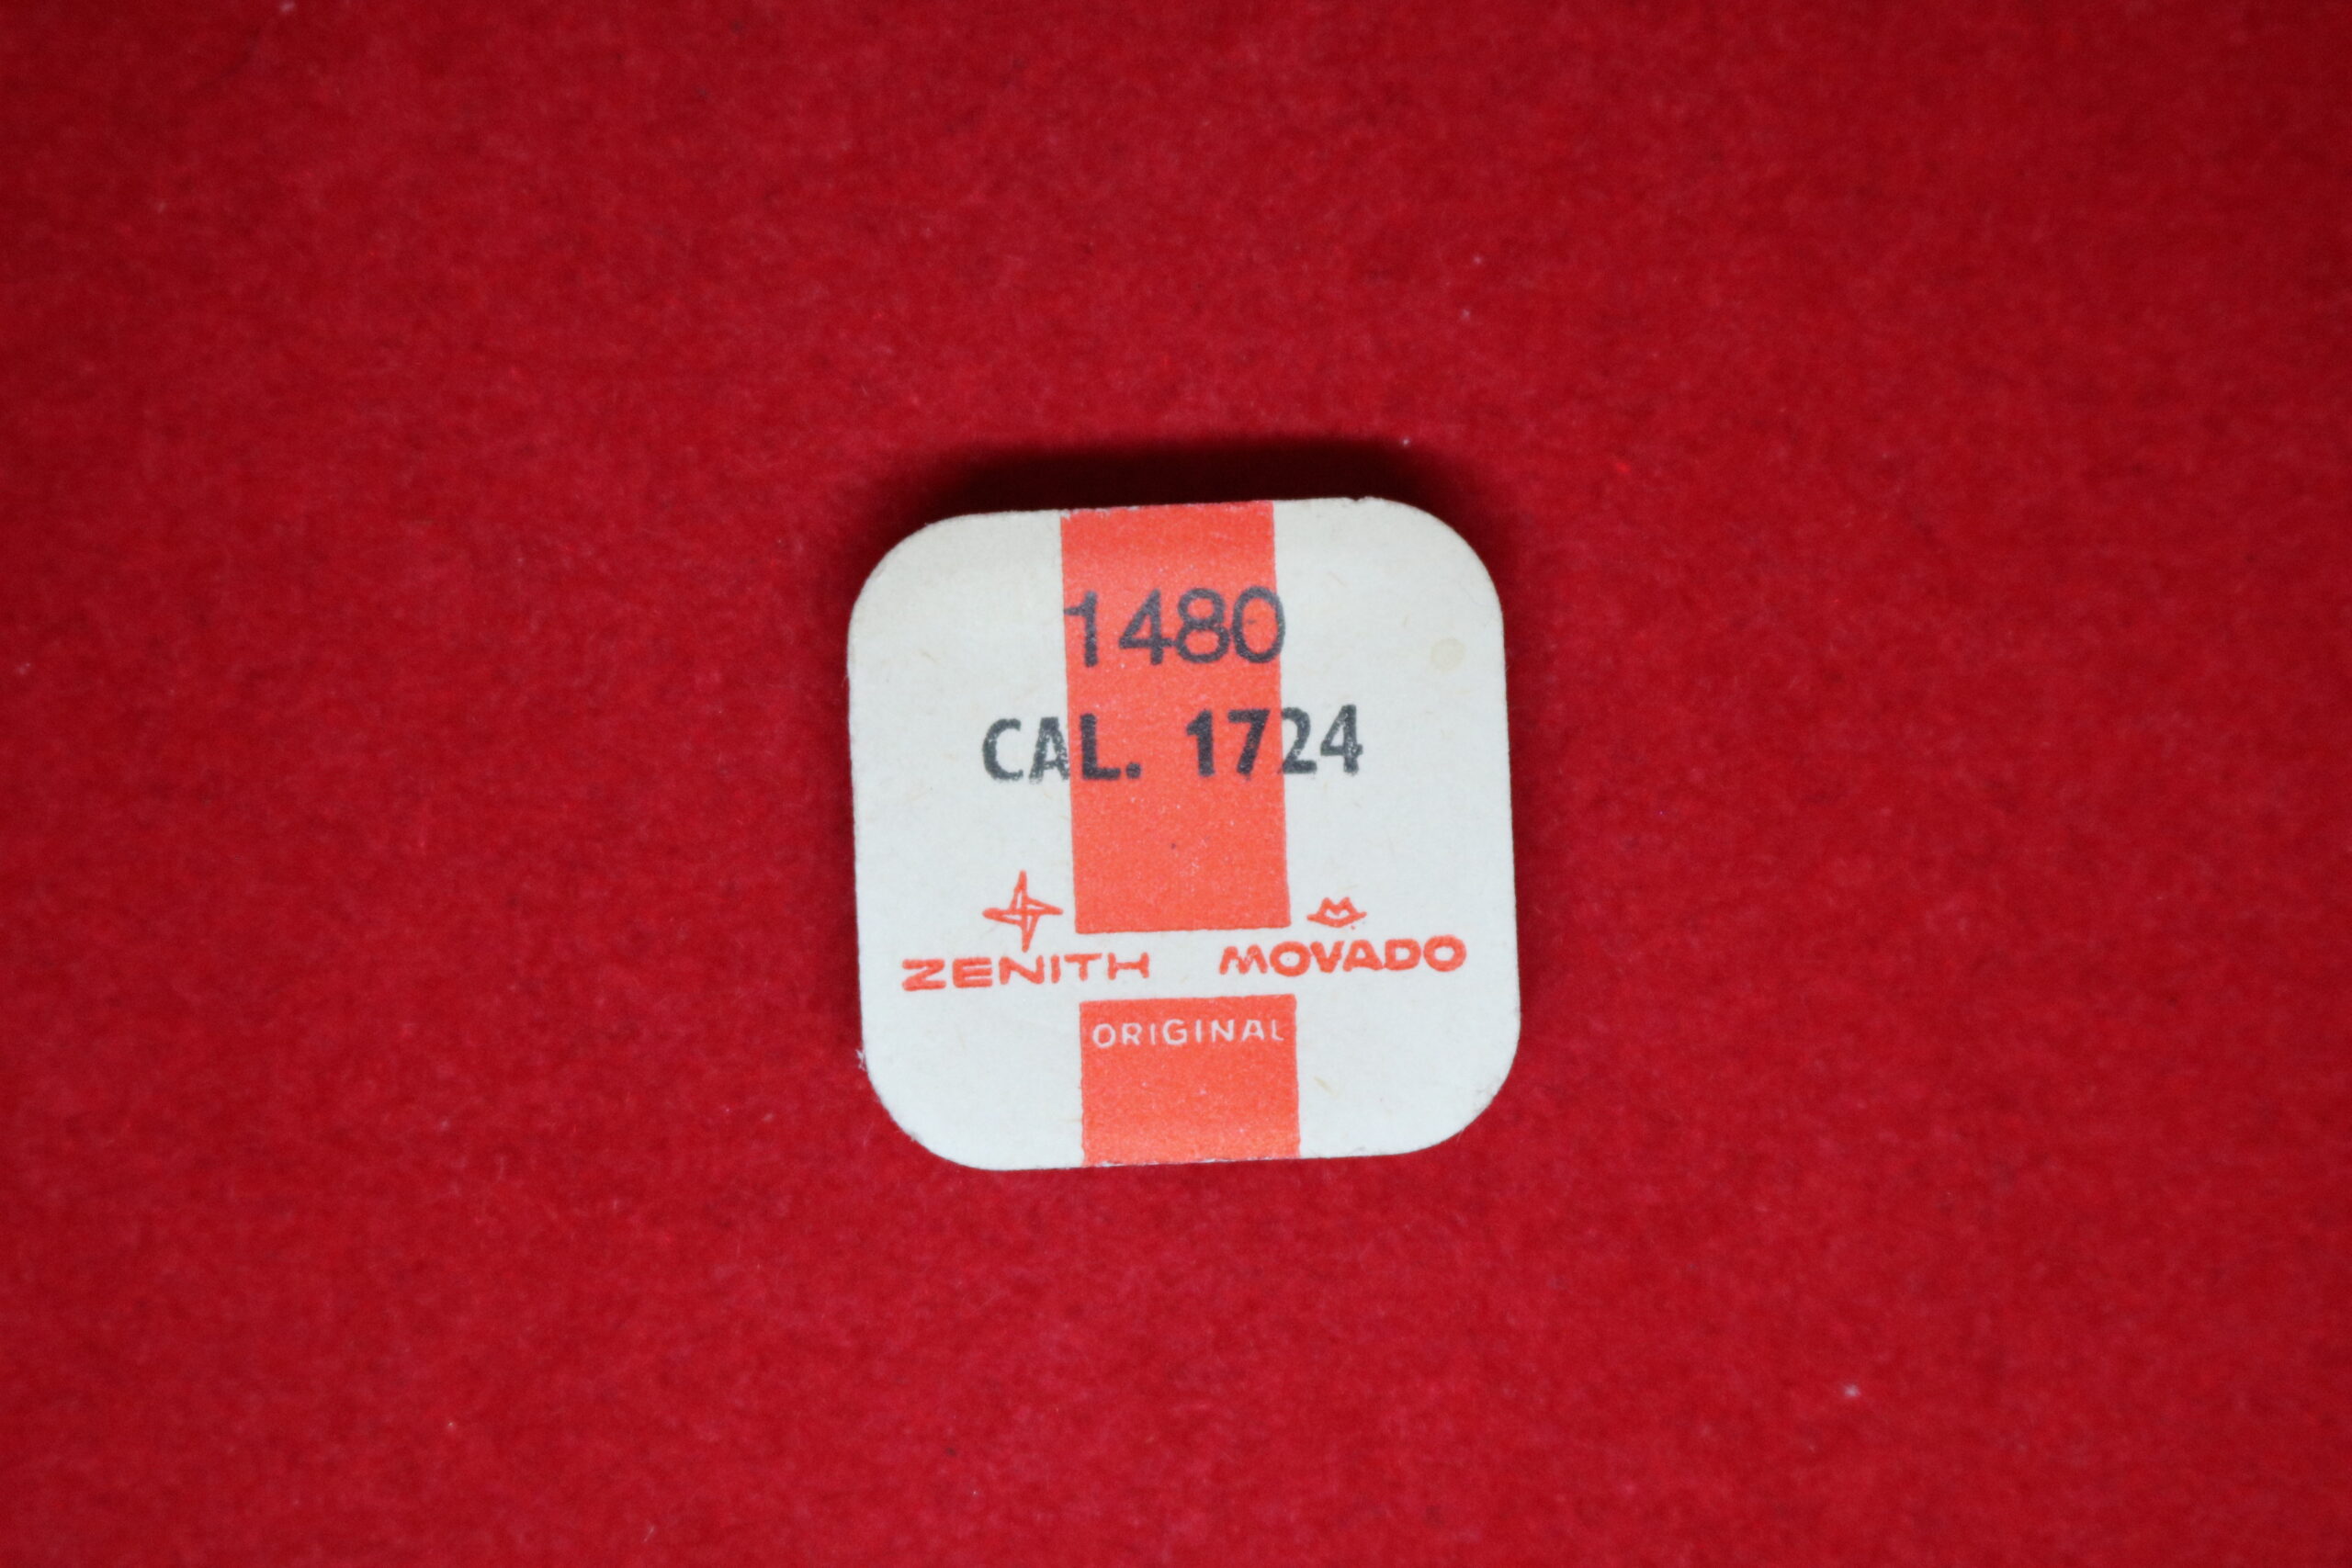 1480
CAL. 1724
ZENITH MOVADO
ORIGINAL